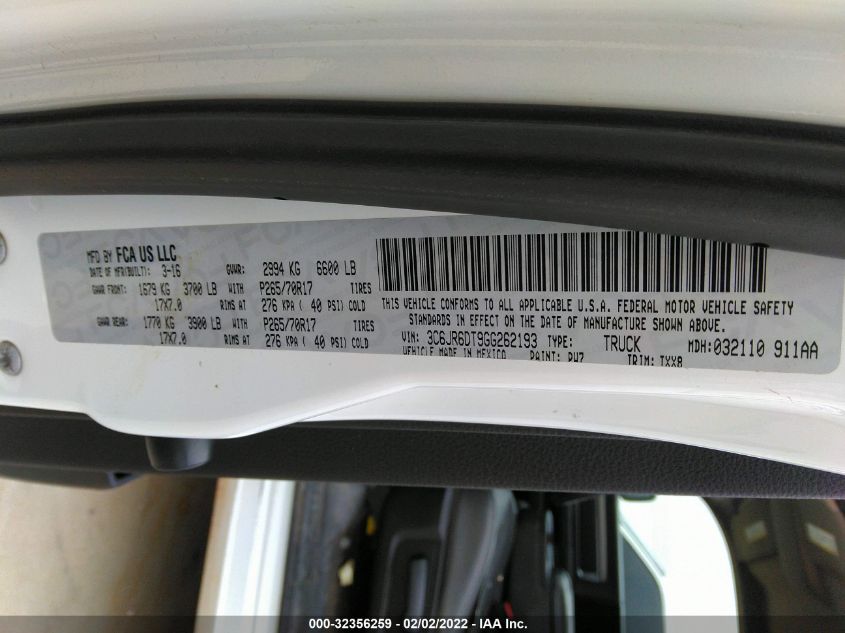 MFD BY FCA US LLC
DATE OF MFR(BUILT): 3-16 GVWR: 2994 KG 6600 LB
GAWR FRONT: 1679 KG 3700 LB WITH P265/70R17 TIRES
17X7.0 RIMS AT 276 KPA ( 40 PSI) COLD
GAWR REAR: 1770 KG 3900 LB WITH P265/70R17 TIRES
17X7.0 RIMS AT 276 KPA ( 40 PSI) COLD
THIS VEHICLE CONFORMS TO ALL APPLICABLE U.S.A. FEDERAL MOTOR VEHICLE SAFETY
STANDARDS IN EFFECT ON THE DATE OF MANUFACTURE SHOWN ABOVE.
VIN: 3C6JR6DT9GG262193 TYPE: TRUCK MDH: 032110 911AA
VEHICLE MADE IN MEXICO PAINT: PW7 TRIM: TXX8
000-32356259 - 02/02/2022 - IAA Inc.